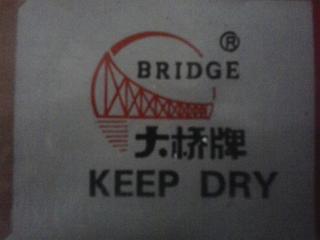 ®
BRIDGE
大桥牌
KEEP DRY